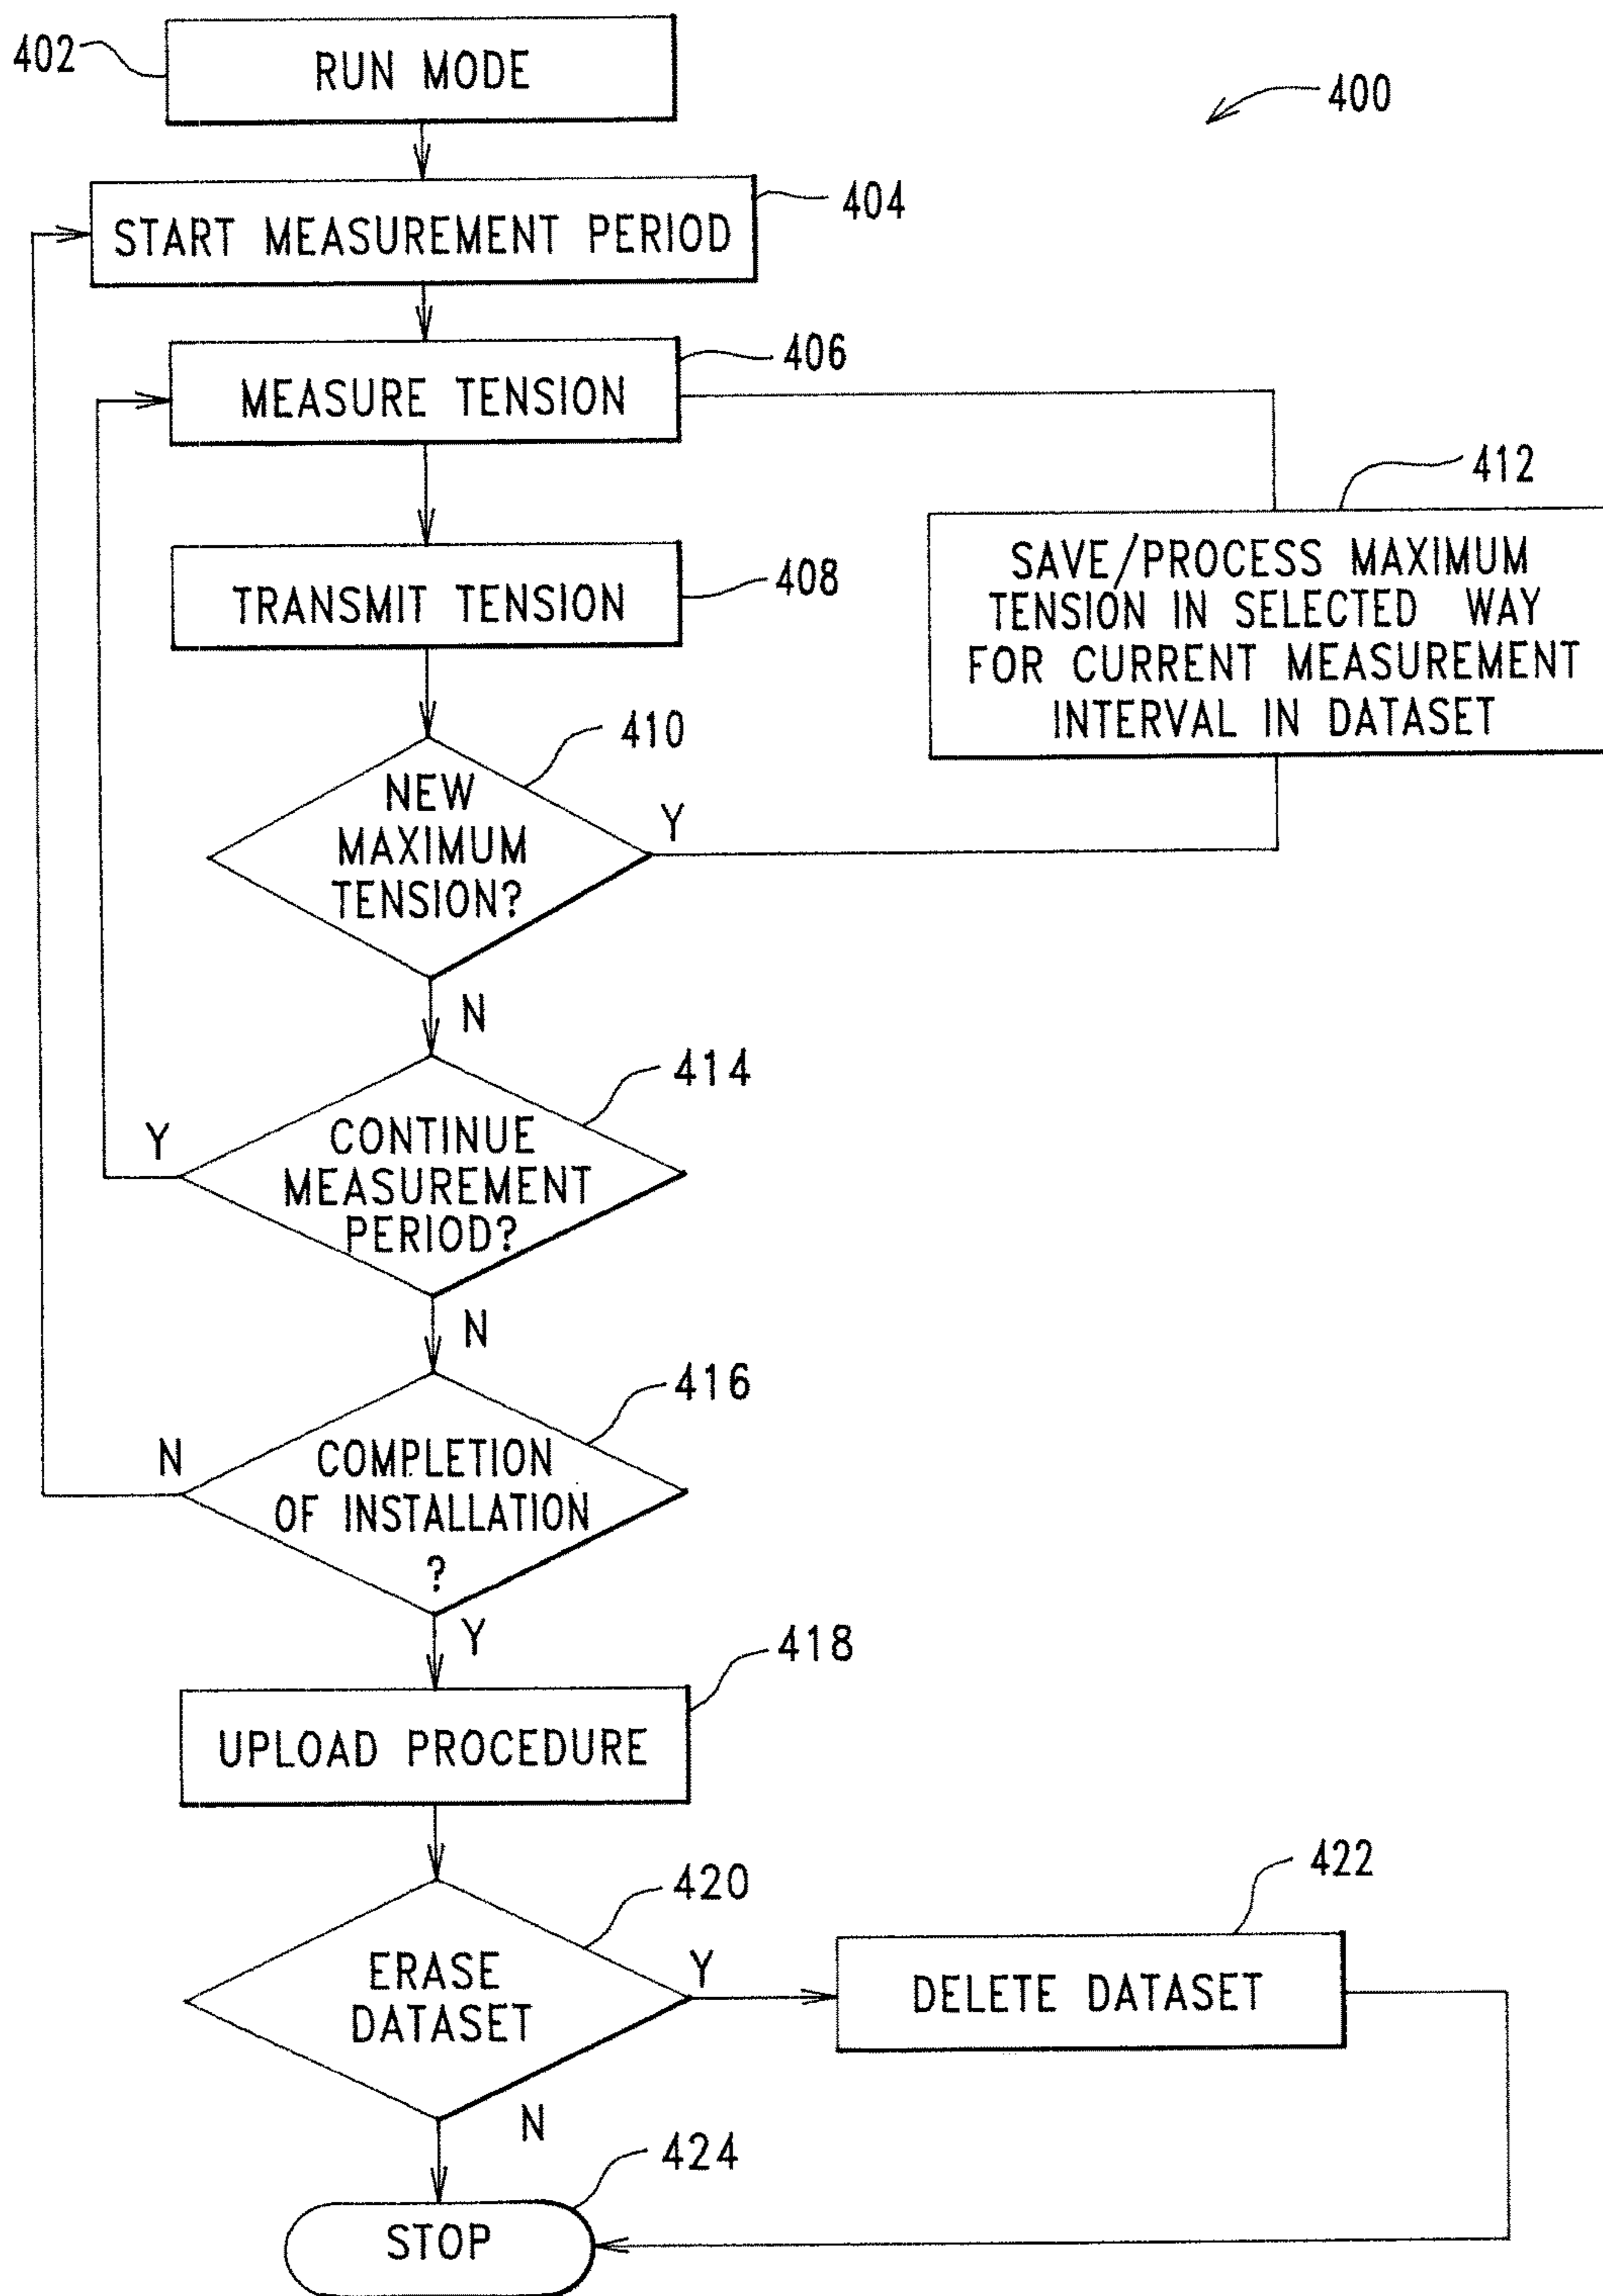 402
RUN MODE
400
404
START MEASUREMENT PERIOD
406
MEASURE TENSION
412
SAVE/PROCESS MAXIMUM
TENSION IN SELECTED WAY
FOR CURRENT MEASUREMENT
INTERVAL IN DATASET
408
TRANSMIT TENSION
410
NEW
MAXIMUM
TENSION?
Y
N
414
CONTINUE
MEASUREMENT
PERIOD?
Y
N
416
COMPLETION
OF INSTALLATION
?
N
Y
418
UPLOAD PROCEDURE
420
ERASE
DATASET
Y
422
DELETE DATASET
N
424
STOP